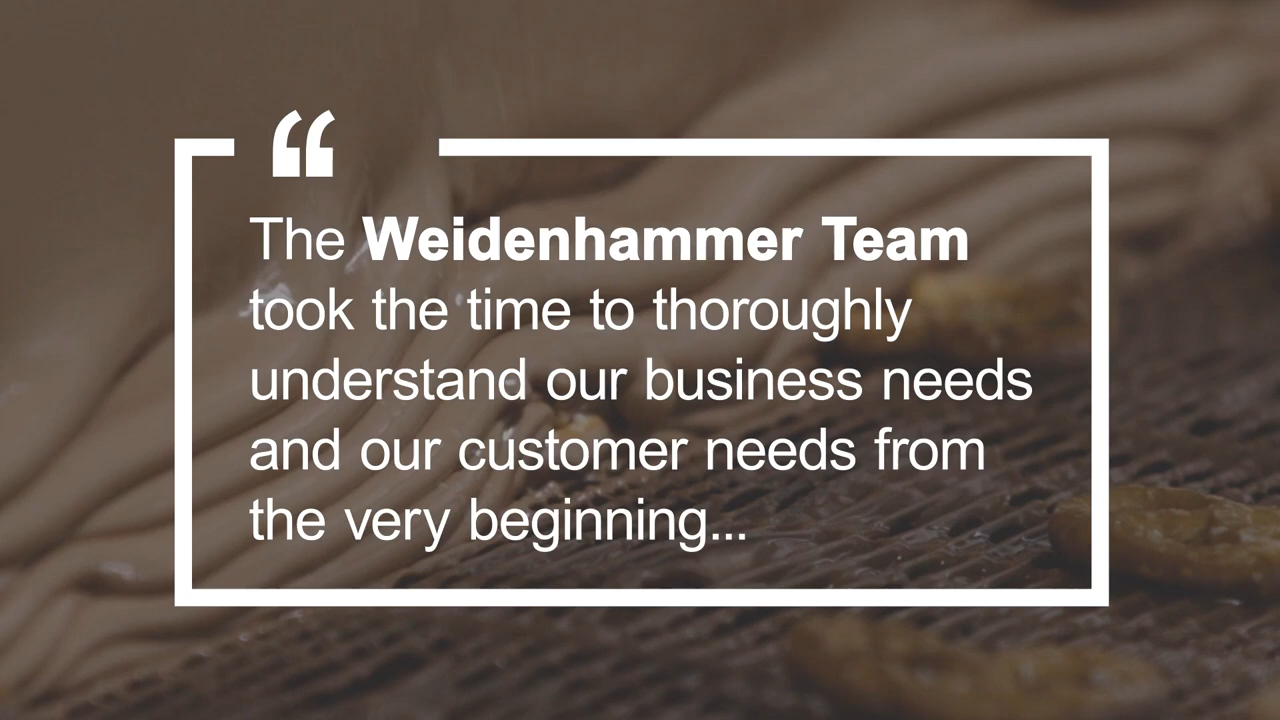 “
The Weidenhammer Team
took the time to thoroughly
understand our business needs
and our customer needs from
the very beginning...